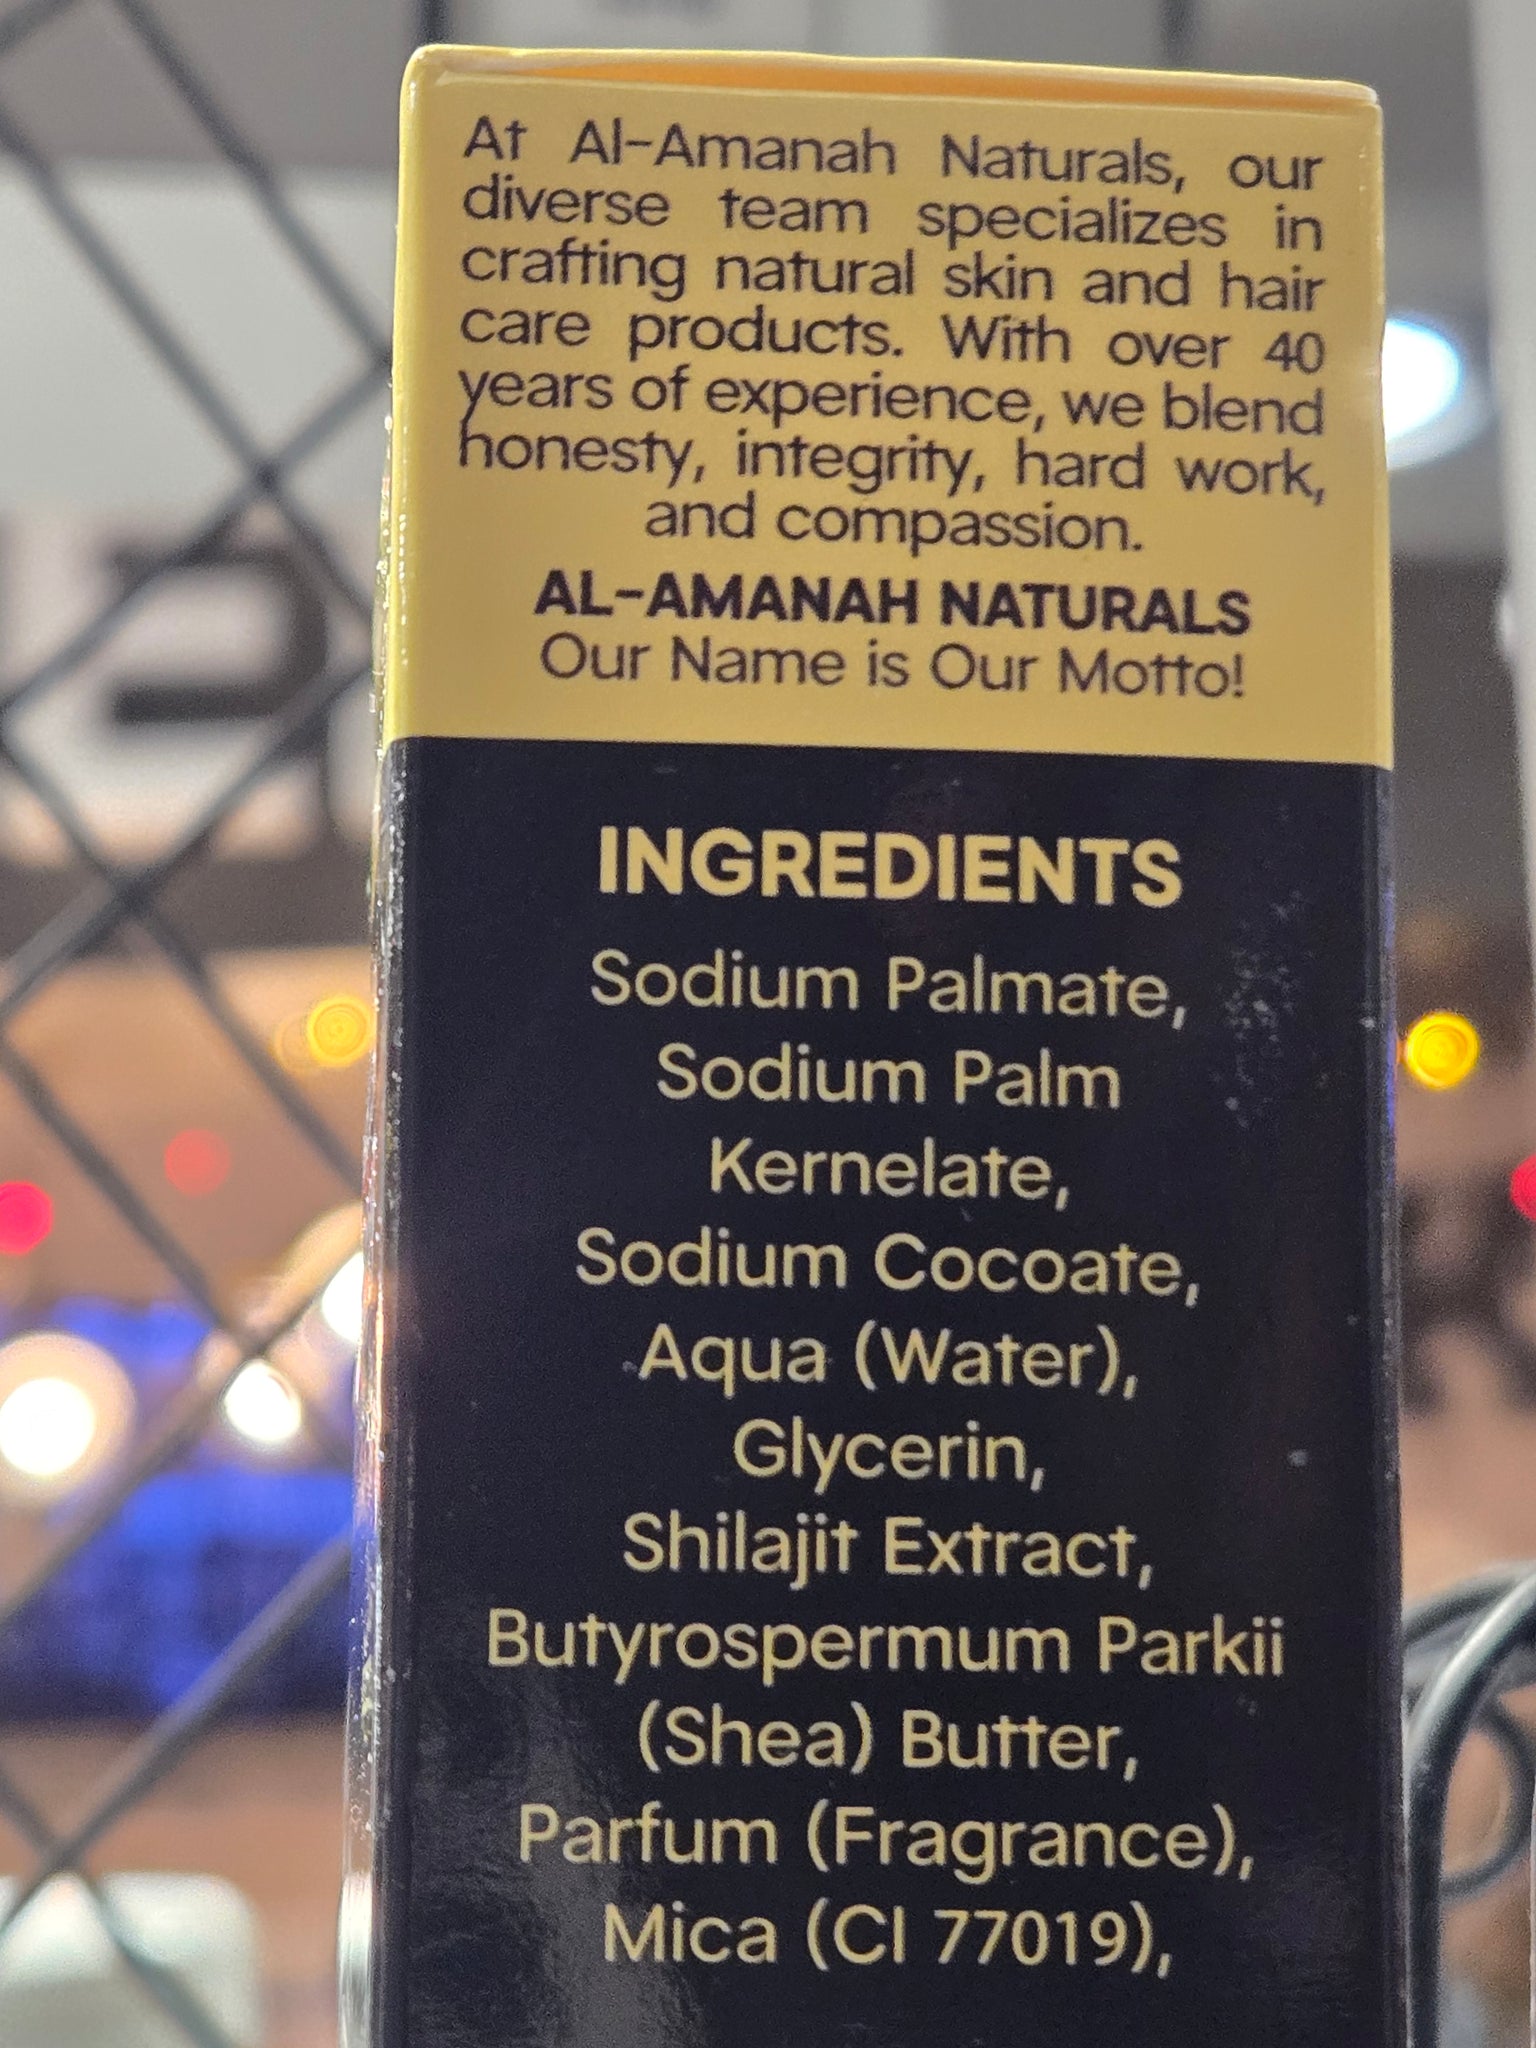 At Al-Amanah Naturals, our
diverse team specializes in
crafting natural skin and hair
care products. With over 40
years of experience, we blend
honesty, integrity, hard work,
and compassion.
AL-AMANAH NATURALS
Our Name is Our Motto!
INGREDIENTS
Sodium Palmate,
Sodium Palm
Kernelate,
Sodium Cocoate,
Aqua (Water),
Glycerin,
Shilajit Extract,
Butyrospermum Parkii
(Shea) Butter,
Parfum (Fragrance),
Mica (CI 77019),